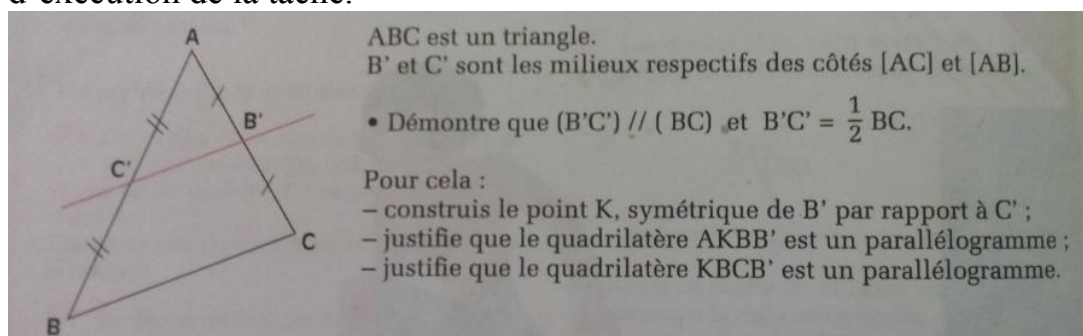 d'exécution de la tâche.
ABC est un triangle.
B' et C' sont les milieux respectifs des côtés [AC] et [AB].
• Démontre que (B'C') // ( BC) et B'C' = 1/2 BC.
Pour cela :
– construis le point K, symétrique de B' par rapport à C' ;
– justifie que le quadrilatère AKBB' est un parallélogramme ;
– justifie que le quadrilatère KBCB' est un parallélogramme.
A
B'
C'
C
B